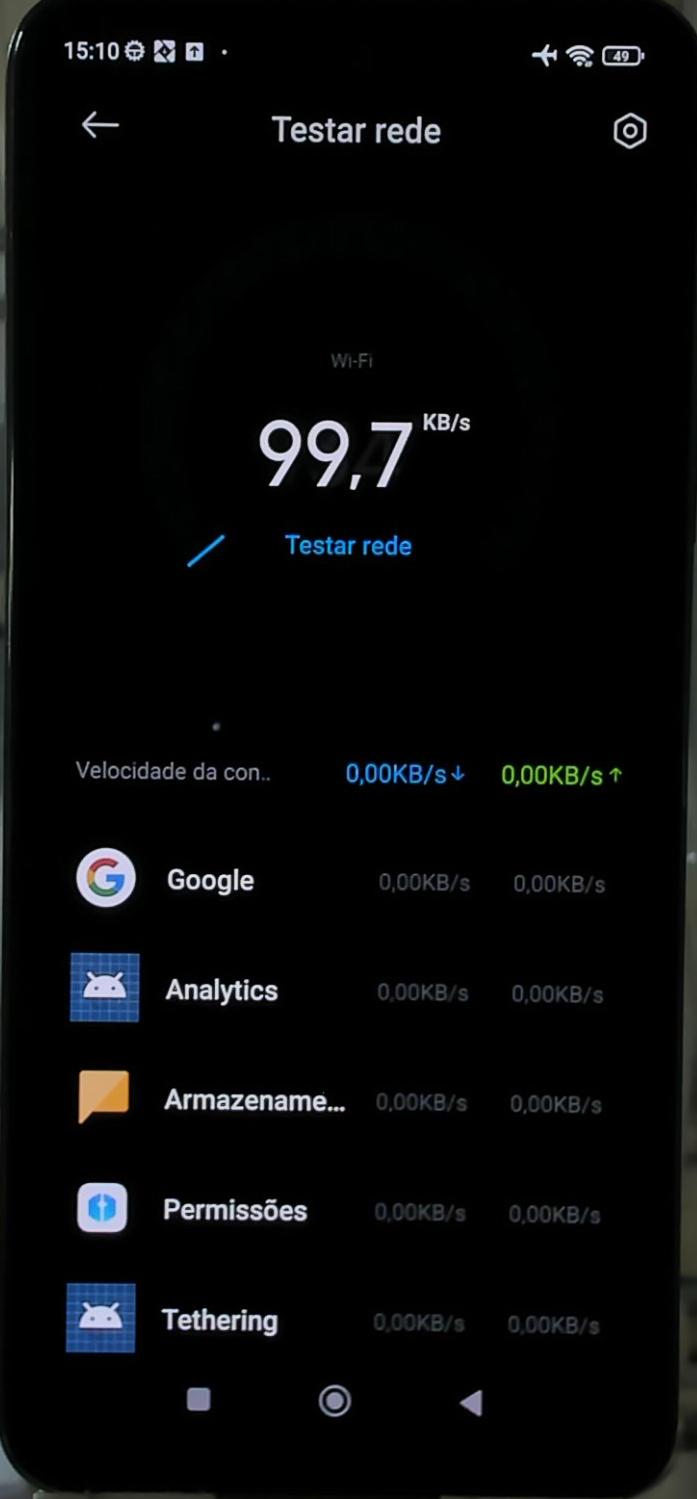 15:10
49
Testar rede
Wi-Fi
99,7 KB/s
Testar rede
Velocidade da con.. 0,00KB/s↓ 0,00KB/s↑
Google 0,00KB/s 0,00KB/s
Analytics 0,00KB/s 0,00KB/s
Armazename... 0,00KB/s 0,00KB/s
Permissões 0,00KB/s 0,00KB/s
Tethering 0,00KB/s 0,00KB/s